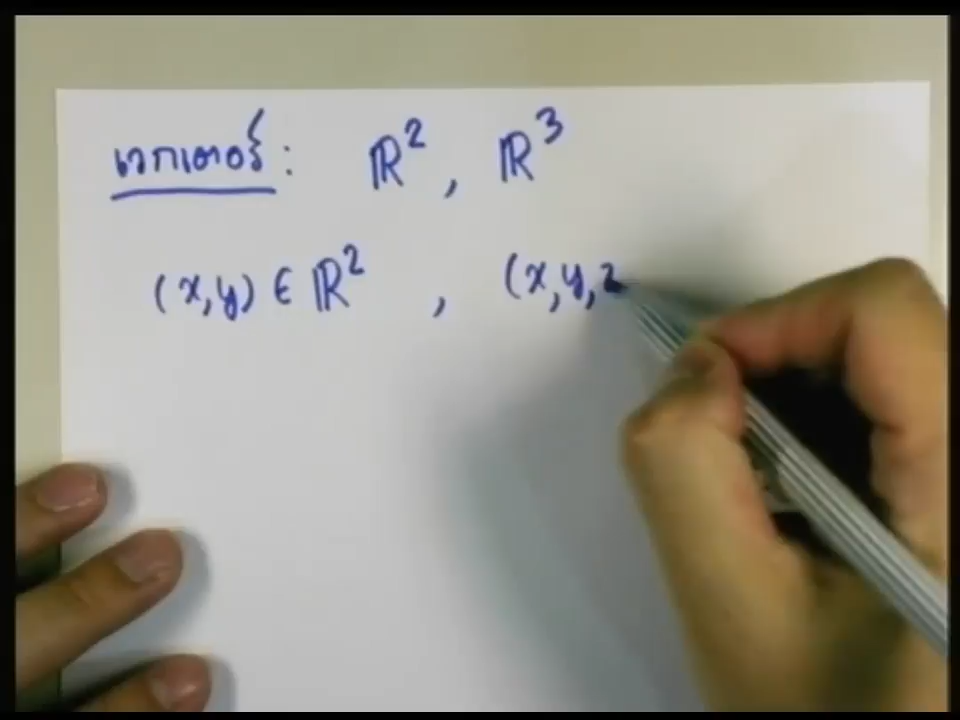 เวกเตอร์: ℝ², ℝ³
(x,y) ∈ ℝ² , (x,y,z